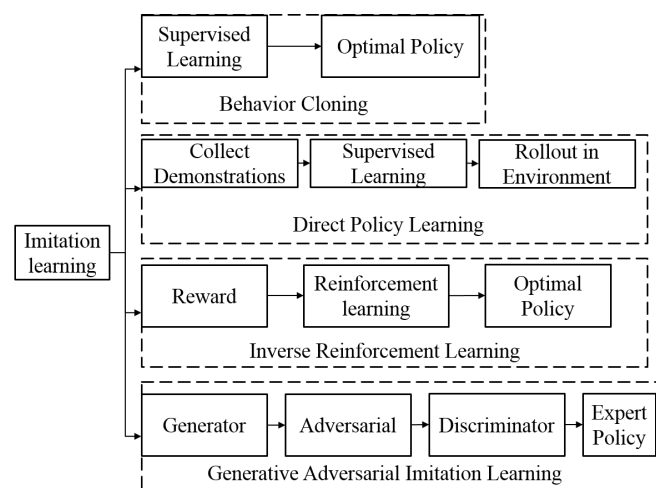 Supervised
Learning
Optimal Policy
Behavior Cloning
Collect
Demonstrations
Supervised
Learning
Rollout in
Environment
Direct Policy Learning
Imitation
learning
Reward
Reinforcement
learning
Optimal
Policy
Inverse Reinforcement Learning
Generator
Adversarial
Discriminator
Expert
Policy
Generative Adversarial Imitation Learning